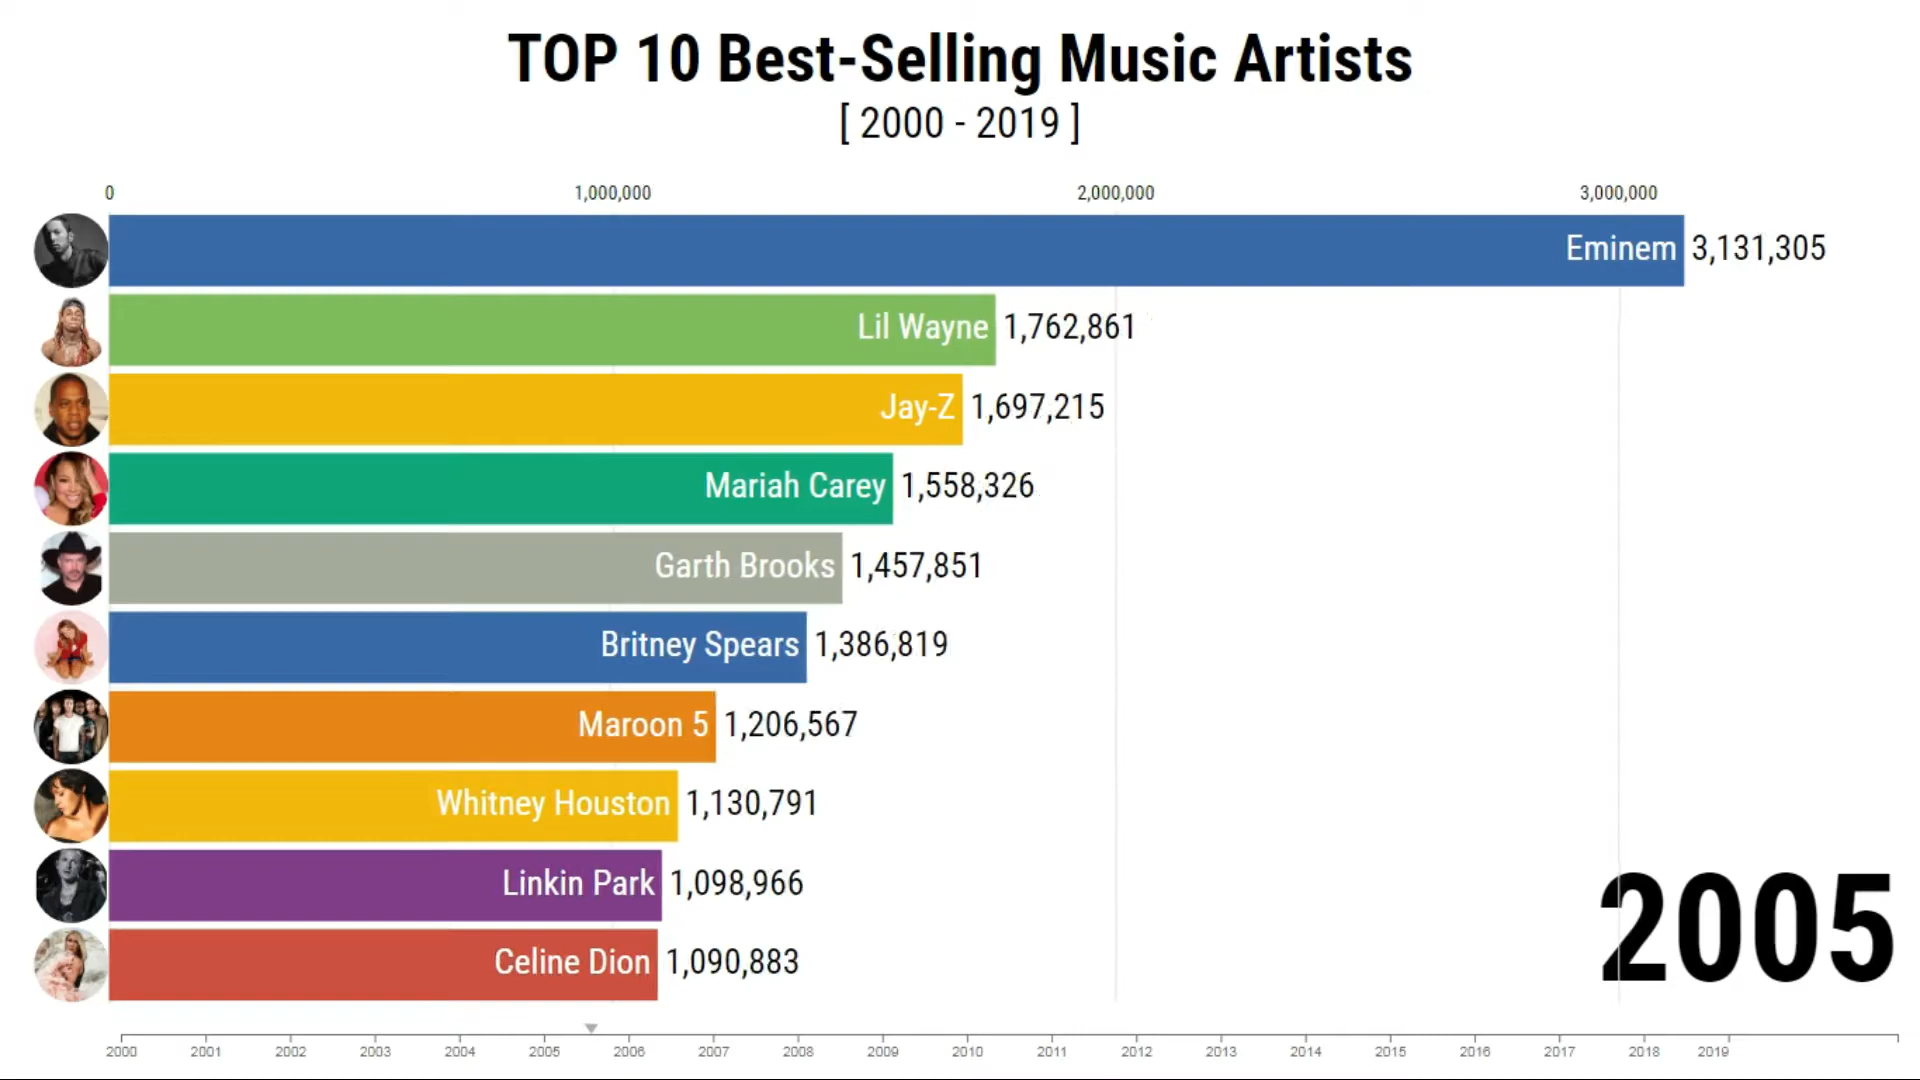 TOP 10 Best-Selling Music Artists
[ 2000 - 2019 ]
0 1,000,000 2,000,000 3,000,000
Eminem 3,131,305
Lil Wayne 1,762,861
Jay-Z 1,697,215
Mariah Carey 1,558,326
Garth Brooks 1,457,851
Britney Spears 1,386,819
Maroon 5 1,206,567
Whitney Houston 1,130,791
Linkin Park 1,098,966
Celine Dion 1,090,883
2005
2000 2001 2002 2003 2004 2005 2006 2007 2008 2009 2010 2011 2012 2013 2014 2015 2016 2017 2018 2019